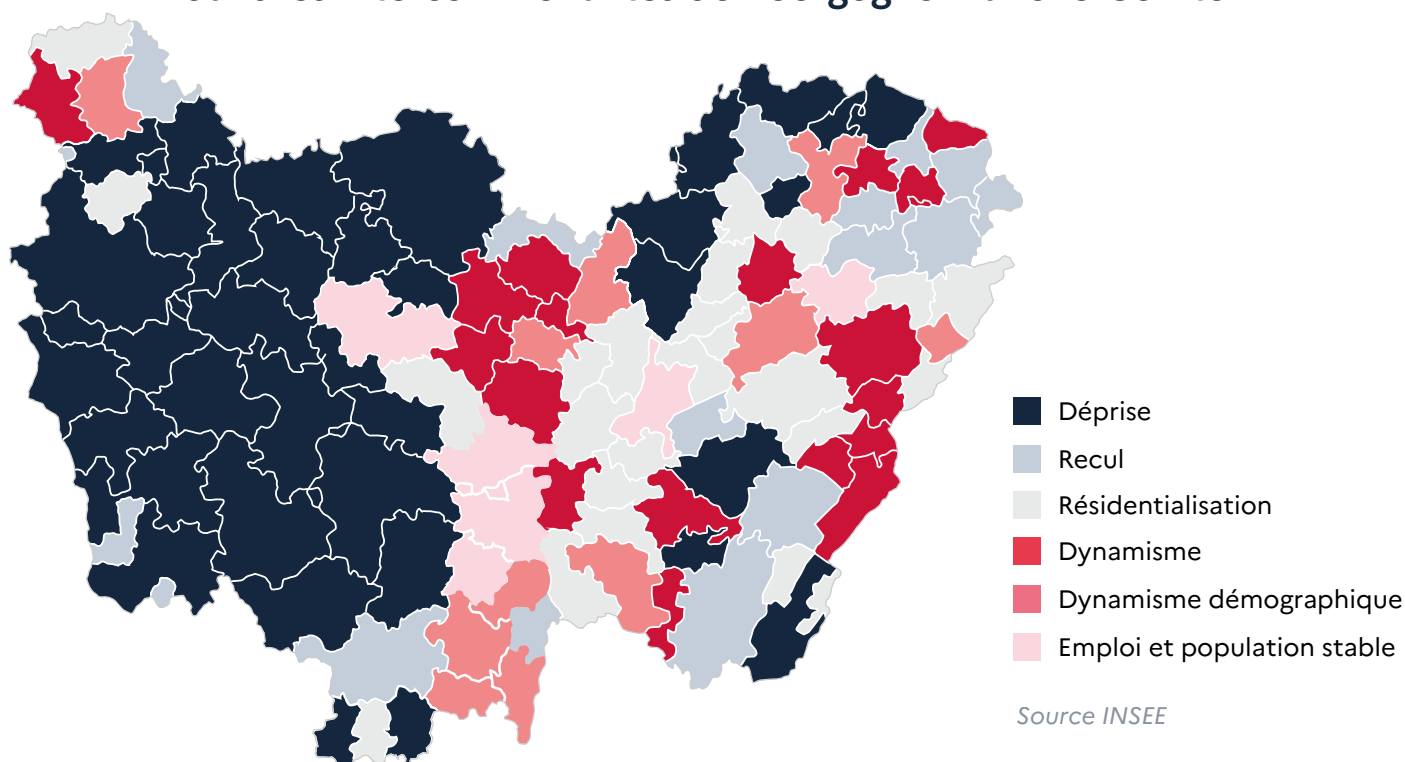 Déprise
Recul
Résidentialisation
Dynamisme
Dynamisme démographique
Emploi et population stable
Source INSEE